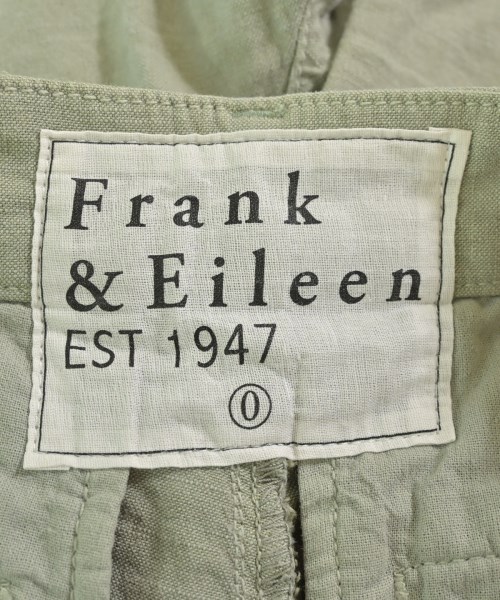 Frank
& Eileen
EST 1947
0